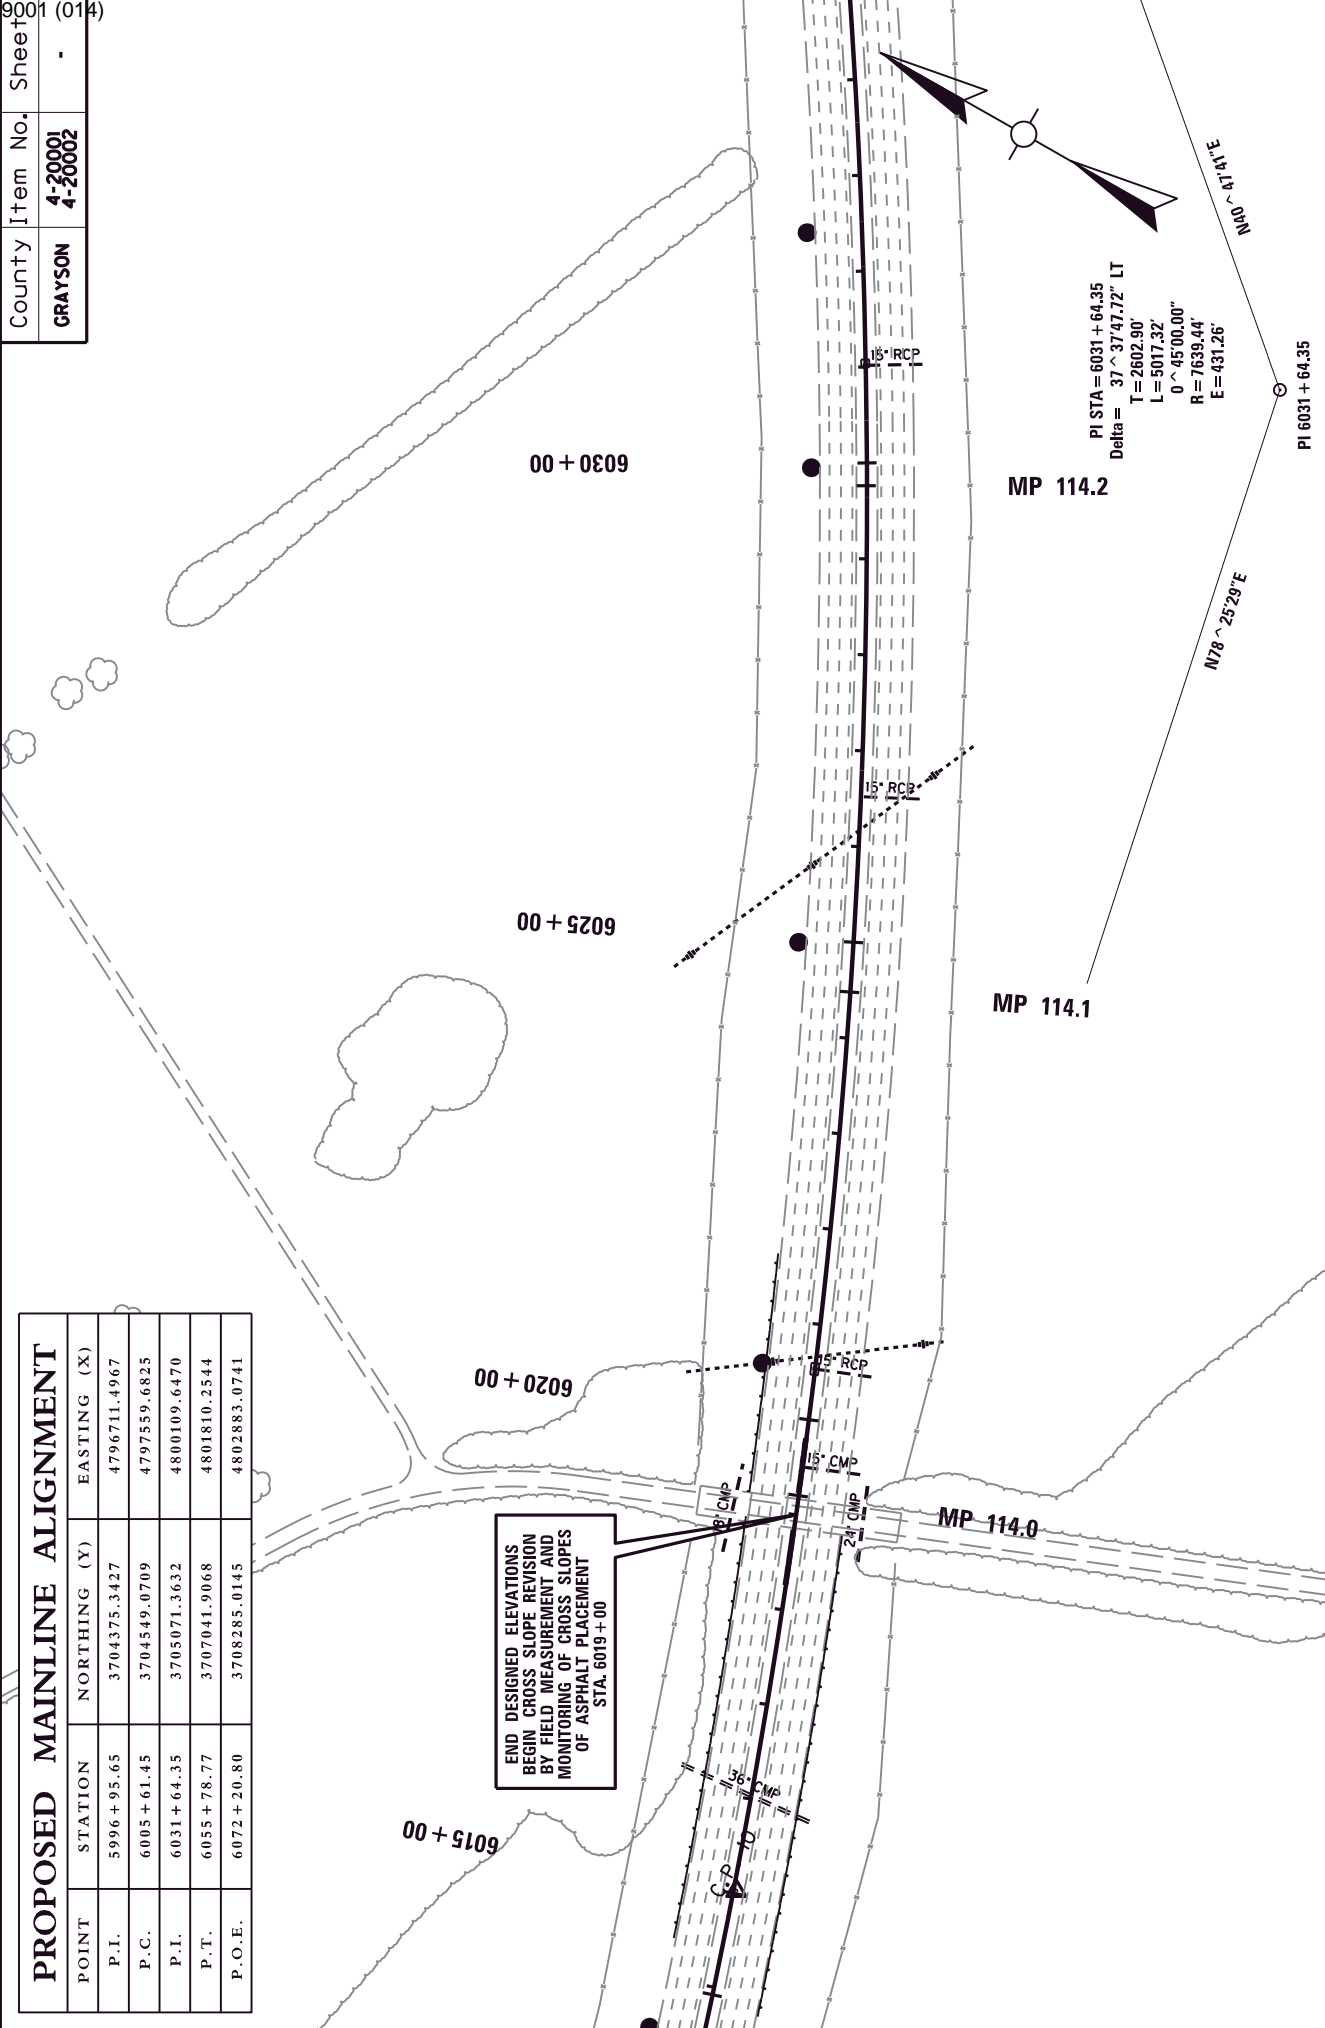 9001 (014)
County Item No. Sheet
GRAYSON 4-20001 -
4-20002
N40 ^ 47'41"E
PI STA = 6031 + 64.35
Delta = 37 ^ 37'47.72" LT
T = 2602.90'
L = 5017.32'
0 ^ 45'00.00"
R = 7639.44'
E = 431.26'
PI 6031 + 64.35
15" RCP
6030 + 00
MP 114.2
N78 ^ 25'29"E
15" RCP
6025 + 00
MP 114.1
15" RCP
6020 + 00
15" CMP
CMP
24" CMP
MP 114.0
END DESIGNED ELEVATIONS
BEGIN CROSS SLOPE REVISION
BY FIELD MEASUREMENT AND
MONITORING OF CROSS SLOPES
OF ASPHALT PLACEMENT
STA. 6019 + 00
36" CMP
6015 + 00
C.P 10
PROPOSED MAINLINE ALIGNMENT
POINT STATION NORTHING (Y) EASTING (X)
P.I. 5996 + 95.65 3704375.3427 4796711.4967
P.C. 6005 + 61.45 3704549.0709 4797559.6825
P.I. 6031 + 64.35 3705071.3632 4800109.6470
P.T. 6055 + 78.77 3707041.9068 4801810.2544
P.O.E. 6072 + 20.80 3708285.0145 4802883.0741